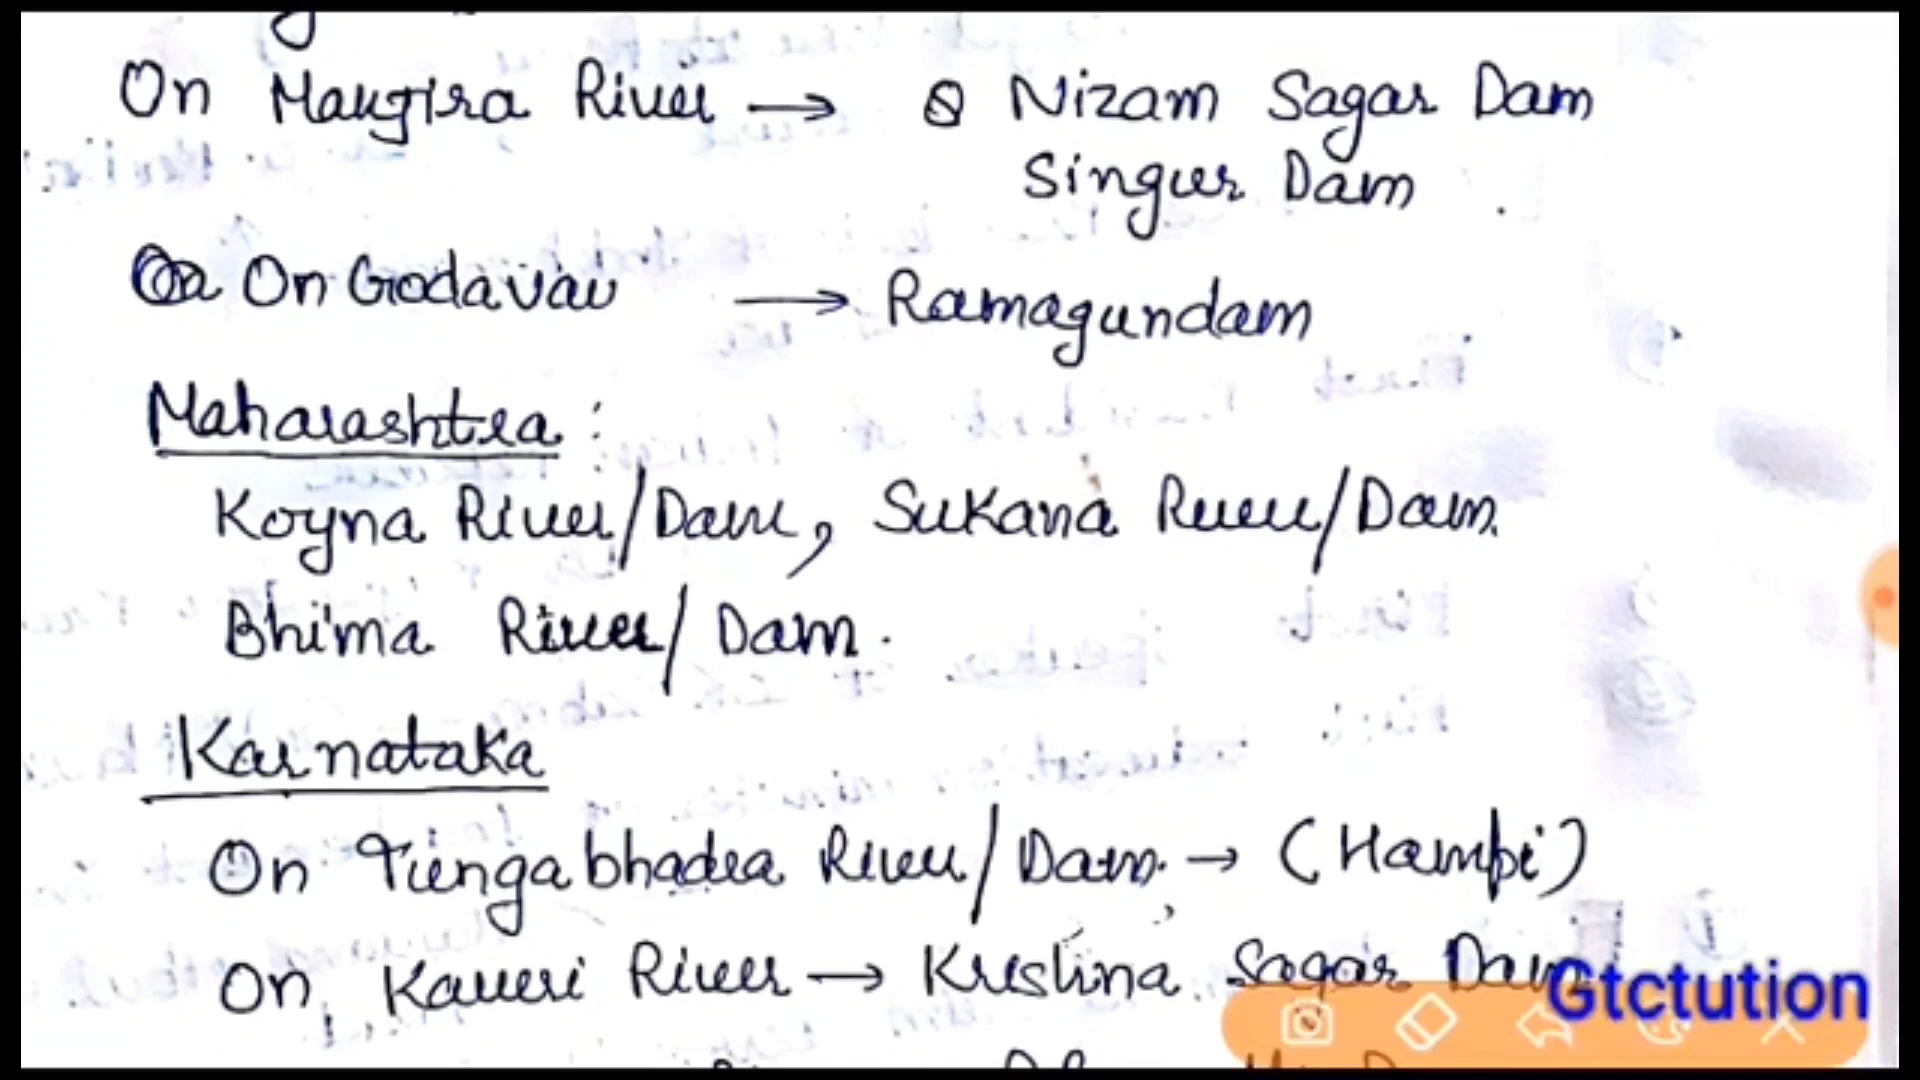 On Manjira River → Nizam Sagar Dam
Singur Dam
On Godavari → Ramagundam
Maharashtra :
Koyna River/Dam, Sukana River/Dam.
Bhima River/Dam.
Karnataka
On Tungabhadra River/Dam. → (Hampi)
On Kaveri River → Krishna Sagar Dam
Gtctution